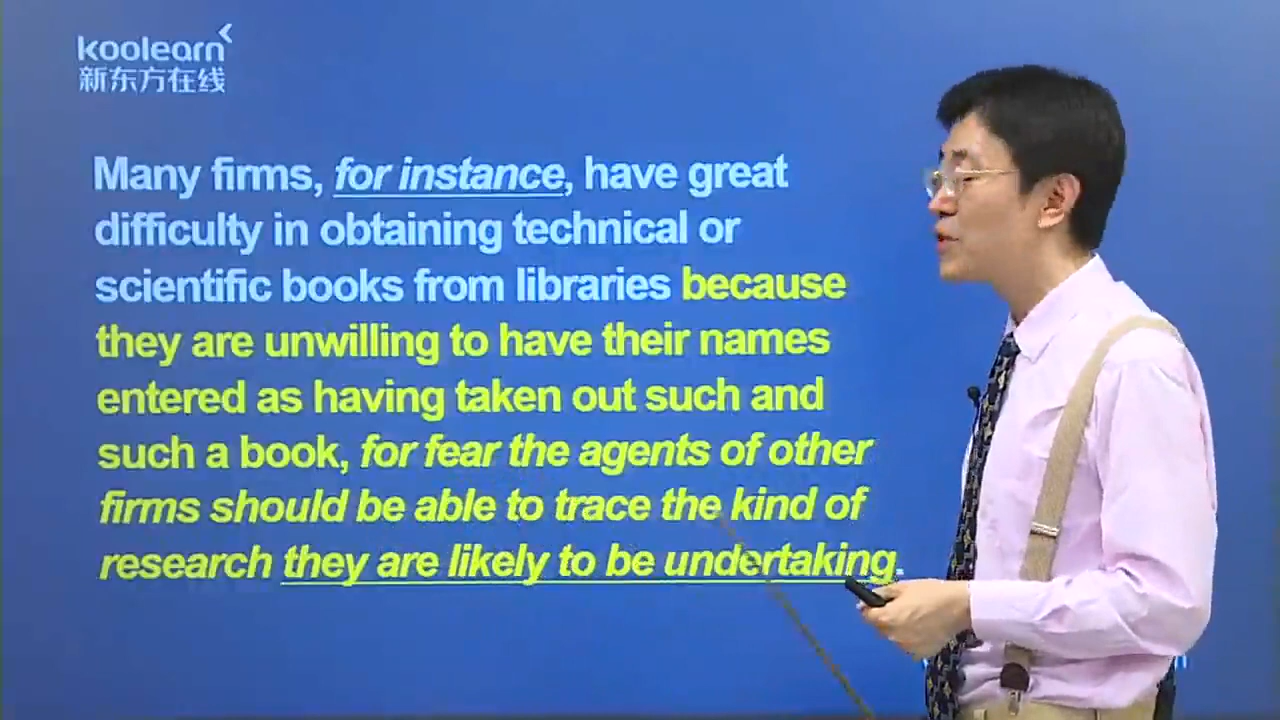 koolearn
新东方在线
Many firms, for instance, have great
difficulty in obtaining technical or
scientific books from libraries because
they are unwilling to have their names
entered as having taken out such and
such a book, for fear the agents of other
firms should be able to trace the kind of
research they are likely to be undertaking.